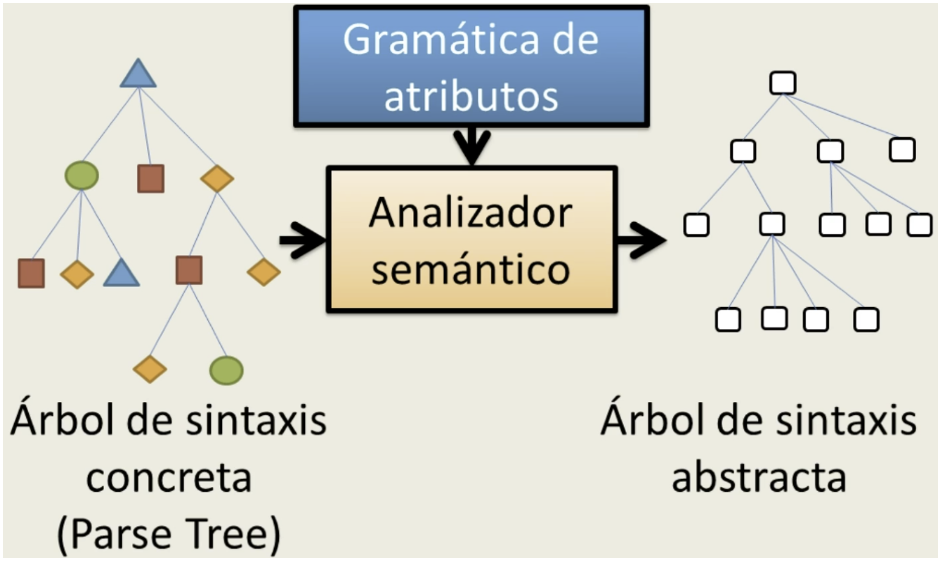 Gramática de
atributos
Analizador
semántico
Árbol de sintaxis
concreta
(Parse Tree)
Árbol de sintaxis
abstracta